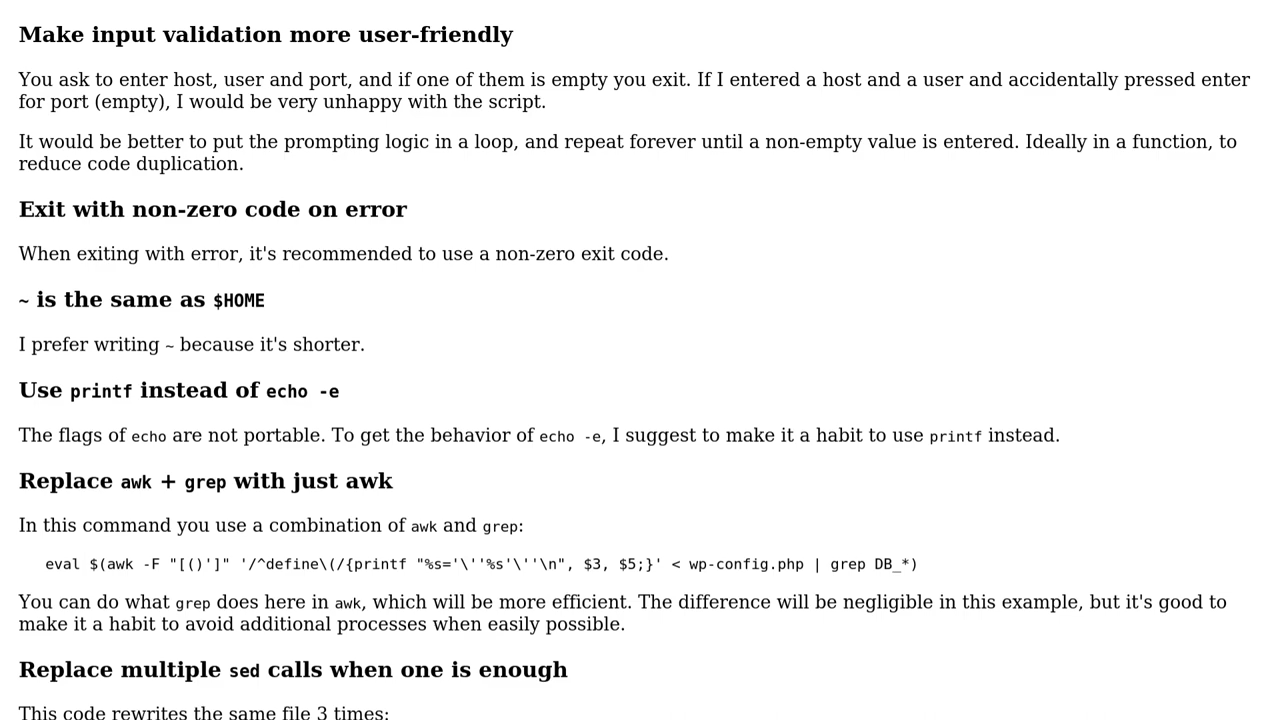 Make input validation more user-friendly
You ask to enter host, user and port, and if one of them is empty you exit. If I entered a host and a user and accidentally pressed enter
for port (empty), I would be very unhappy with the script.
It would be better to put the prompting logic in a loop, and repeat forever until a non-empty value is entered. Ideally in a function, to
reduce code duplication.
Exit with non-zero code on error
When exiting with error, it's recommended to use a non-zero exit code.
~ is the same as $HOME
I prefer writing ~ because it's shorter.
Use printf instead of echo -e
The flags of echo are not portable. To get the behavior of echo -e, I suggest to make it a habit to use printf instead.
Replace awk + grep with just awk
In this command you use a combination of awk and grep:
eval $(awk -F "[()']" '/^define\(/{printf "%s='\''%s'\''\n", $3, $5;}' < wp-config.php | grep DB_*)
You can do what grep does here in awk, which will be more efficient. The difference will be negligible in this example, but it's good to
make it a habit to avoid additional processes when easily possible.
Replace multiple sed calls when one is enough
This code rewrites the same file 3 times: